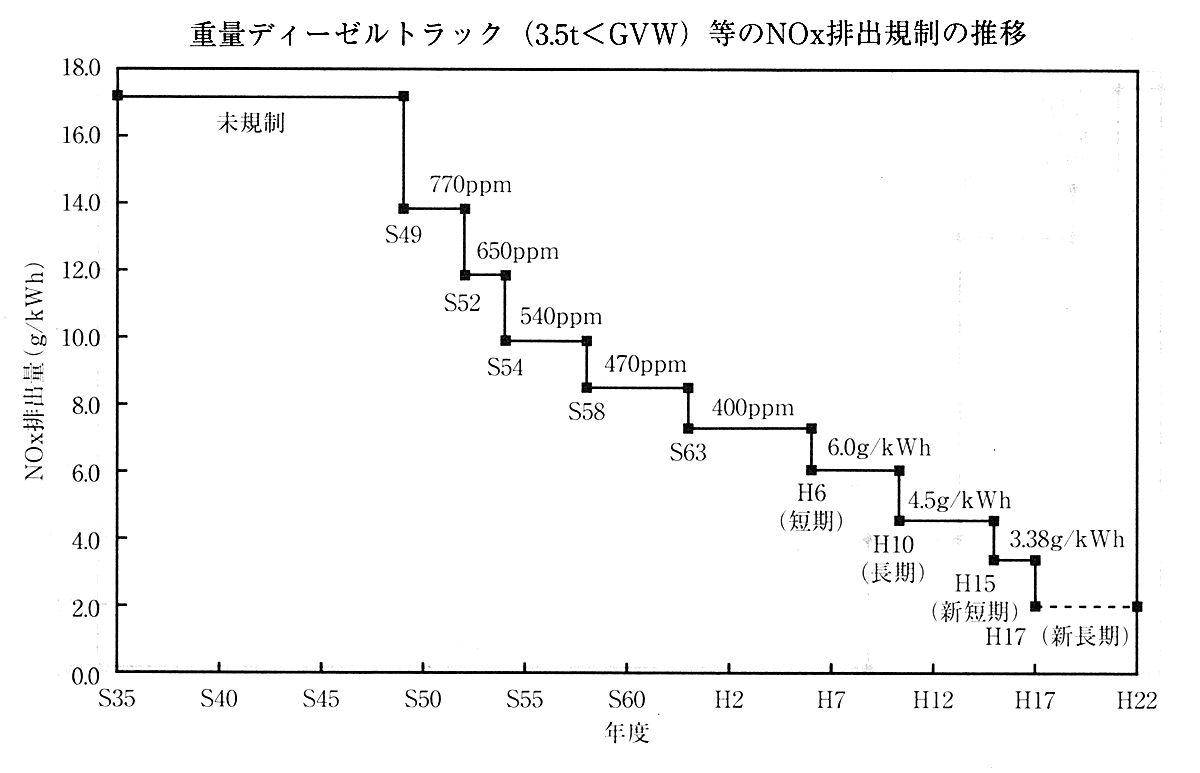 重量ディーゼルトラック（3.5t＜GVW）等のNOx排出規制の推移
NOx排出量(g/kWh)
18.0
16.0
14.0
12.0
10.0
8.0
6.0
4.0
2.0
0.0
未規制
770ppm
S49
650ppm
S52
540ppm
S54
470ppm
S58
400ppm
S63
6.0g/kWh
H6
（短期）
4.5g/kWh
H10
（長期）
3.38g/kWh
H15
（新短期）
H17（新長期）
S35 S40 S45 S50 S55 S60 H2 H7 H12 H17 H22
年度